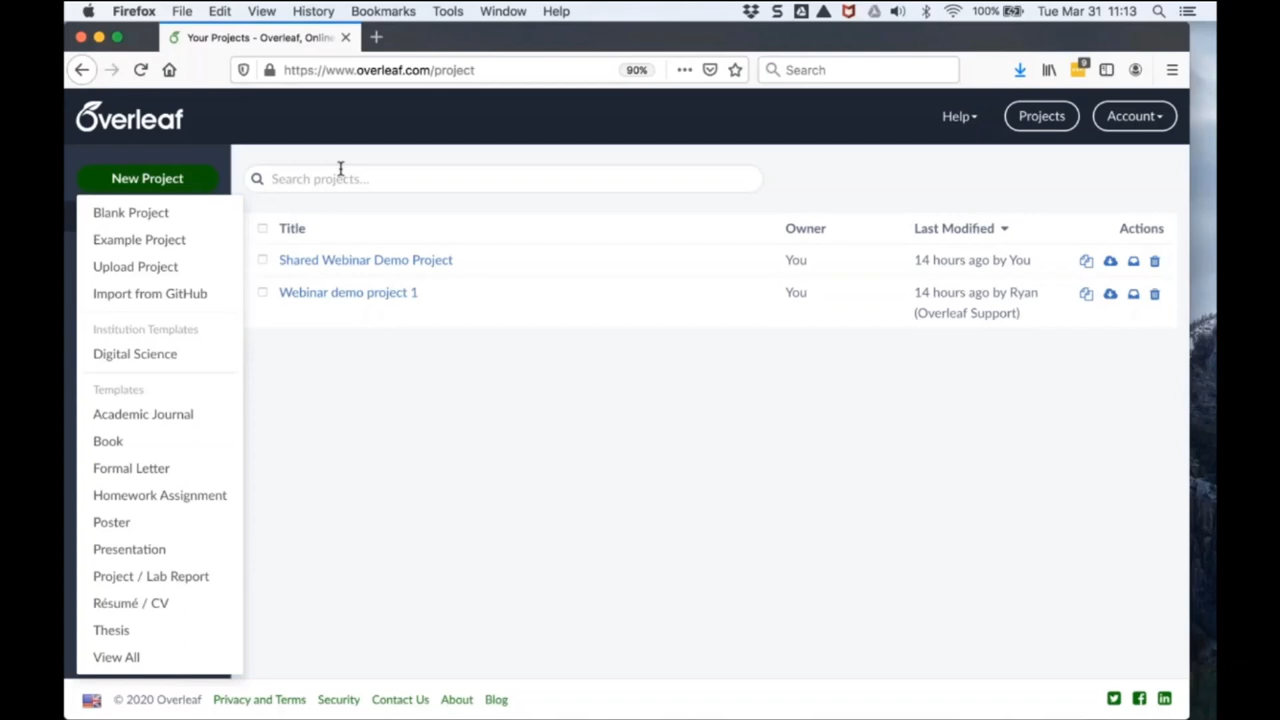 Firefox File Edit View History Bookmarks Tools Window Help 100% Tue Mar 31 11:13
Your Projects - Overleaf, Online
https://www.overleaf.com/project 90% Search 9
Overleaf Help Projects Account
New Project Search projects...
Blank Project
Example Project
Upload Project
Import from GitHub
Institution Templates
Digital Science
Templates
Academic Journal
Book
Formal Letter
Homework Assignment
Poster
Presentation
Project / Lab Report
Résumé / CV
Thesis
View All
Title Owner Last Modified Actions
Shared Webinar Demo Project You 14 hours ago by You
Webinar demo project 1 You 14 hours ago by Ryan
(Overleaf Support)
© 2020 Overleaf Privacy and Terms Security Contact Us About Blog